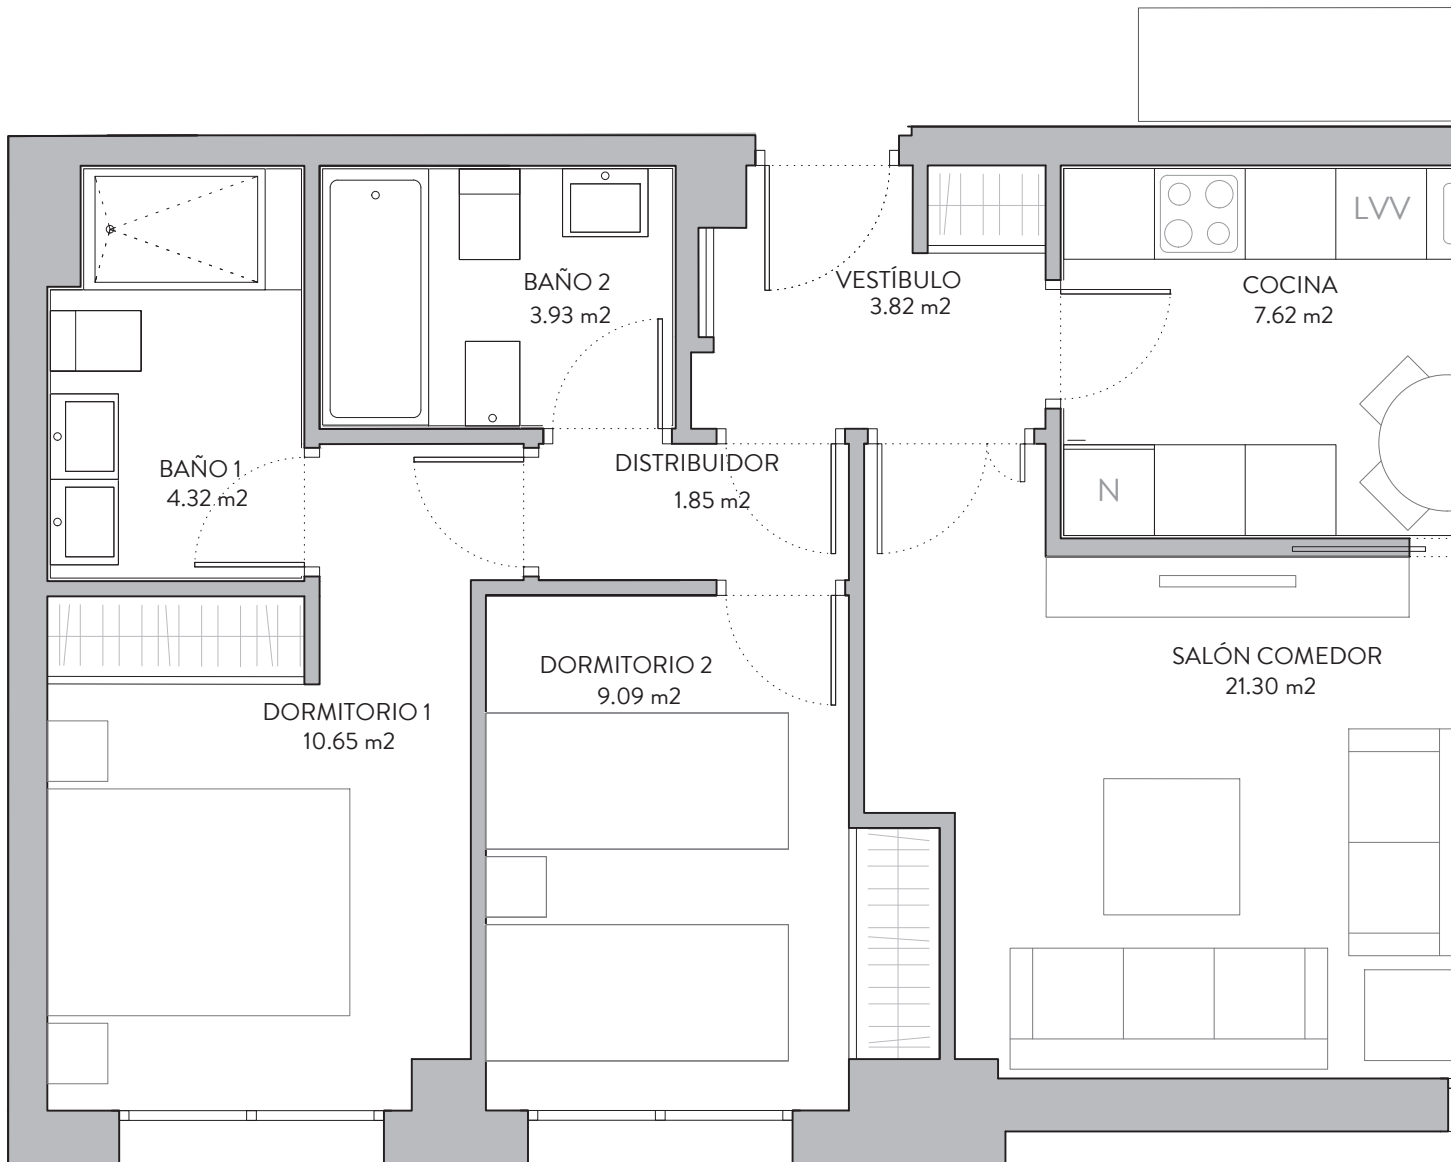 LVV
BAÑO 2
3.93 m2
VESTÍBULO
3.82 m2
COCINA
7.62 m2
BAÑO 1
4.32 m2
DISTRIBUIDOR
1.85 m2
N
DORMITORIO 2
9.09 m2
SALÓN COMEDOR
21.30 m2
DORMITORIO 1
10.65 m2